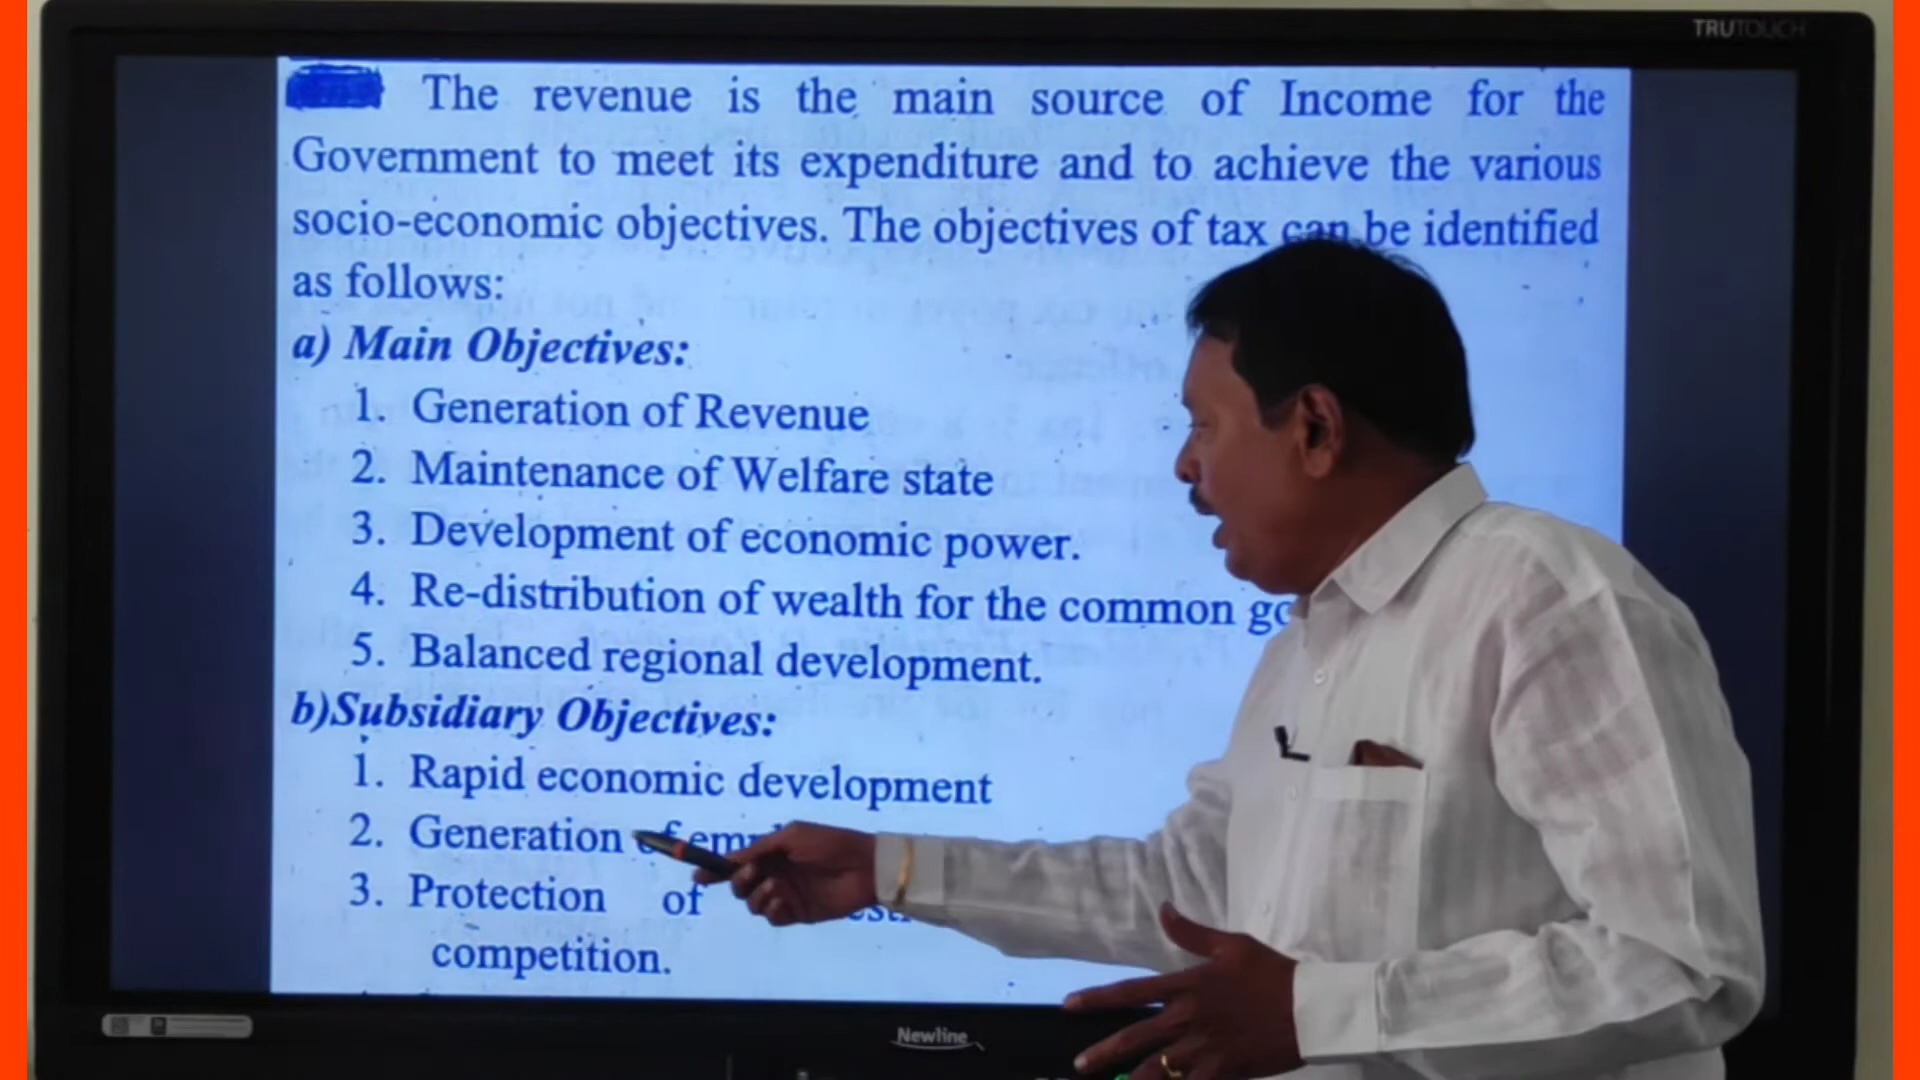 TRUTOUCH
The revenue is the main source of Income for the
Government to meet its expenditure and to achieve the various
socio-economic objectives. The objectives of tax can be identified
as follows:
a) Main Objectives:
1. Generation of Revenue
2. Maintenance of Welfare state
3. Development of economic power.
4. Re-distribution of wealth for the common
5. Balanced regional development.
b)Subsidiary Objectives:
1. Rapid economic development
2. Generation of
3. Protection of
competition.
Newline